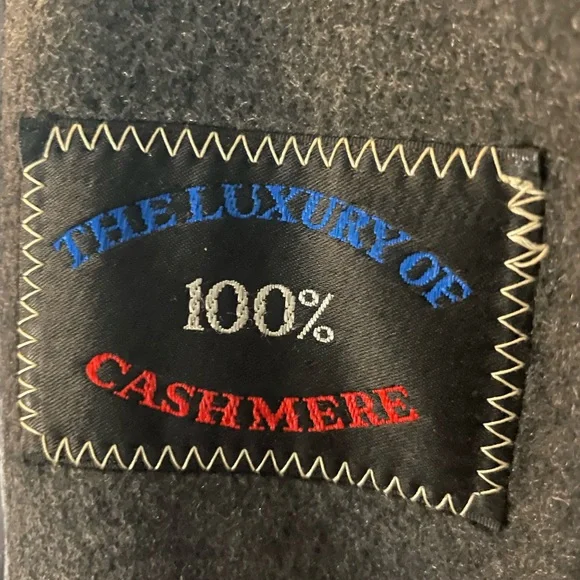 THE LUXURY OF
100%
CASHMERE